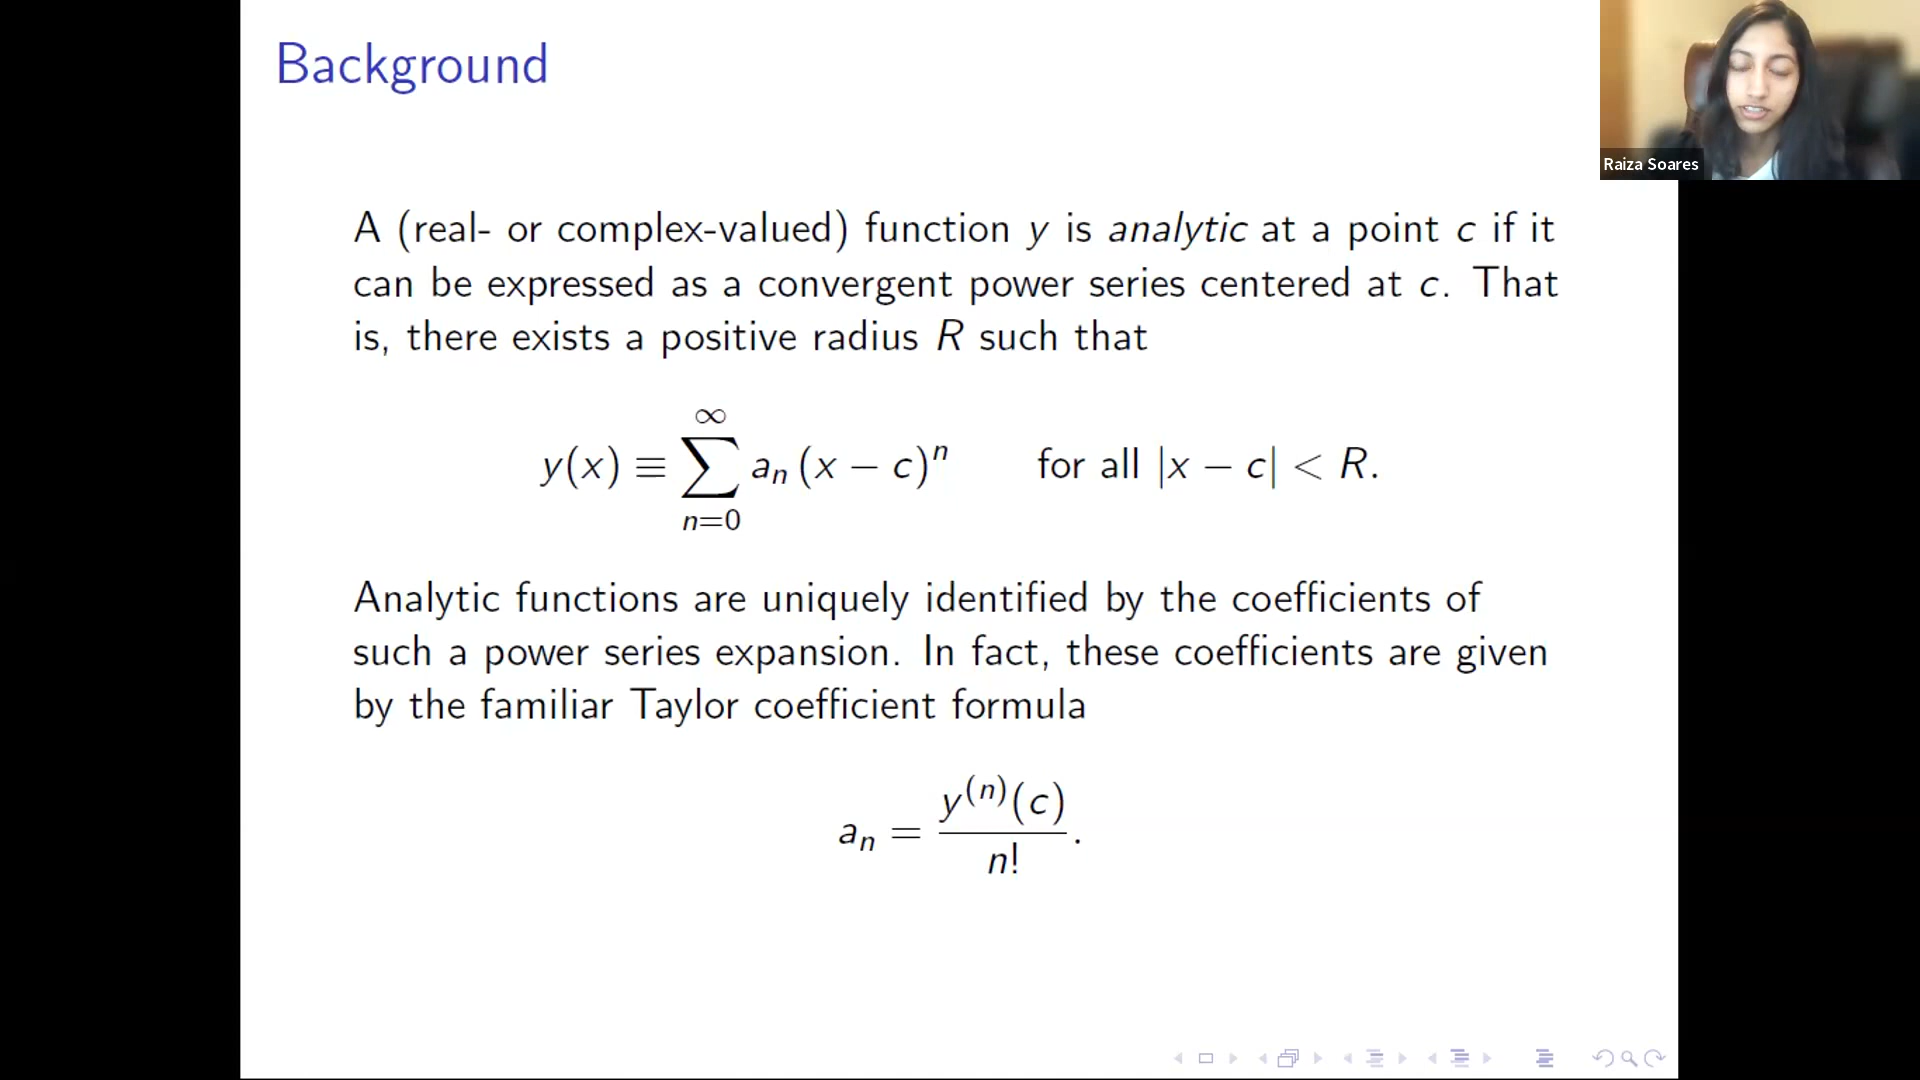 Background
Raiza Soares
A (real- or complex-valued) function y is analytic at a point c if it
can be expressed as a convergent power series centered at c. That
is, there exists a positive radius R such that
y(x) ≡ ∑_{n=0}^{∞} a_n (x − c)^n for all |x − c| < R.
Analytic functions are uniquely identified by the coefficients of
such a power series expansion. In fact, these coefficients are given
by the familiar Taylor coefficient formula
a_n = y^{(n)}(c) / n! .